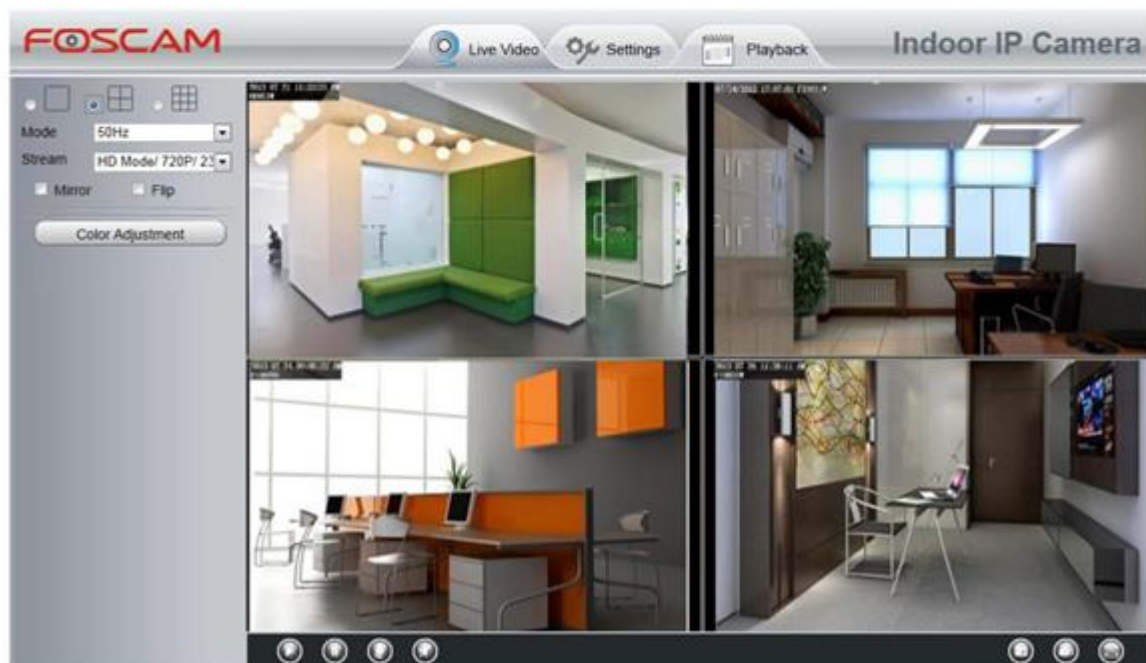 FOSCAM
Live Video
Settings
Playback
Indoor IP Camera
Mode
50Hz
Stream
HD Mode/ 720P/ 23
Mirror
Flip
Color Adjustment